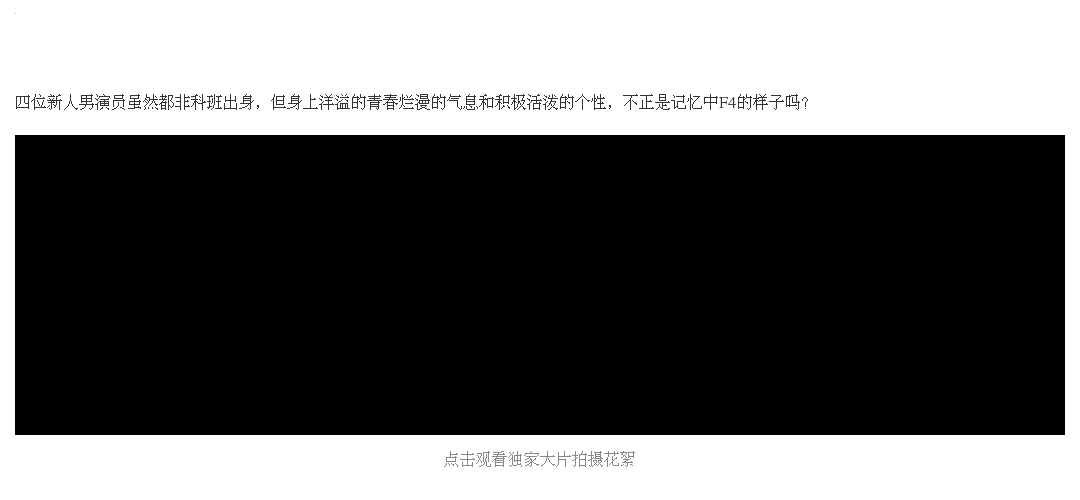 四位新人男演员虽然都非科班出身，但身上洋溢的青春烂漫的气息和积极活泼的个性，不正是记忆中F4的样子吗？
点击观看独家大片拍摄花絮